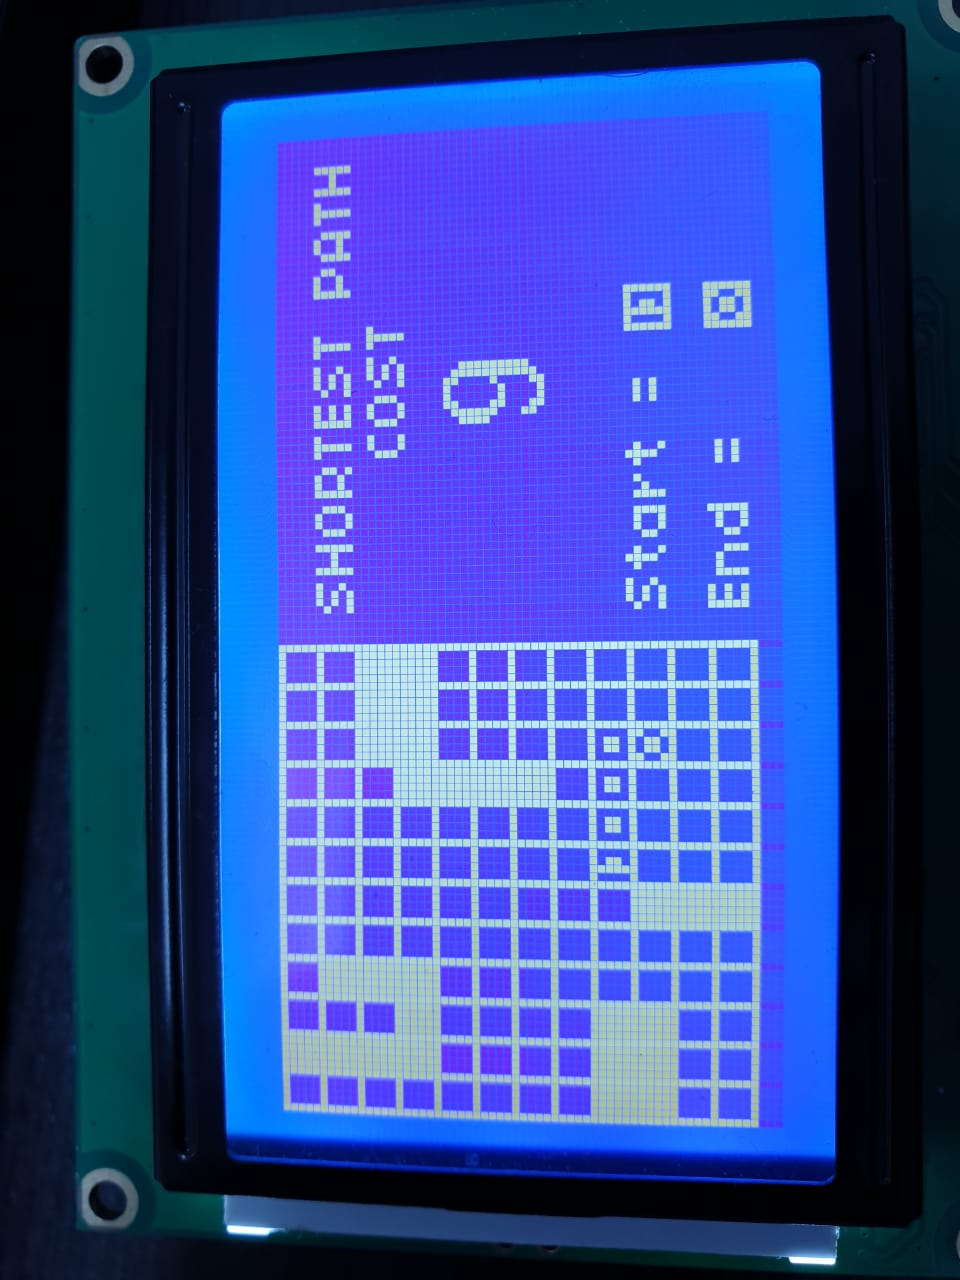 SHORTEST PATH
COST
9
Start =
End =